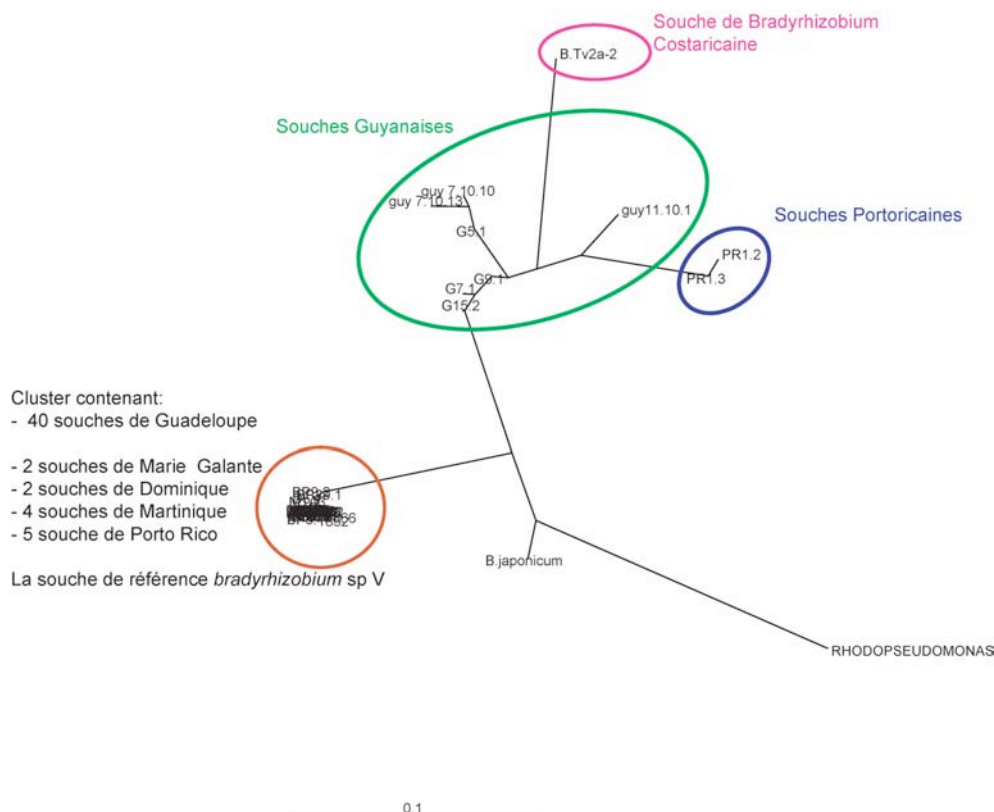 Souche de Bradyrhizobium
Costaricaine
B.Tv2a-2
Souches Guyanaises
guy 7.10.10
guy 7.10.13
guy11.10.1
Souches Portoricaines
G5.1
PR1.2
PR1.3
G9.1
G7.1
G15.2
Cluster contenant:
- 40 souches de Guadeloupe
- 2 souches de Marie Galante
- 2 souches de Dominique
- 4 souches de Martinique
- 5 souche de Porto Rico
La souche de référence bradyrhizobium sp V
B.japonicum
RHODOPSEUDOMONAS
0.1